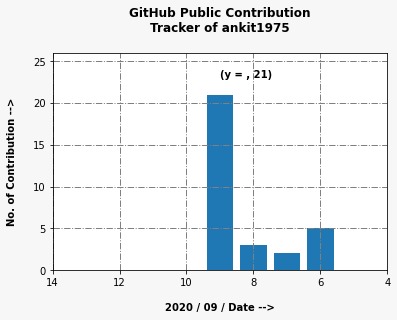 GitHub Public Contribution
Tracker of ankit1975
25
(y = , 21)
20
15
10
5
0
14 12 10 8 6 4
No. of Contribution -->
2020 / 09 / Date -->